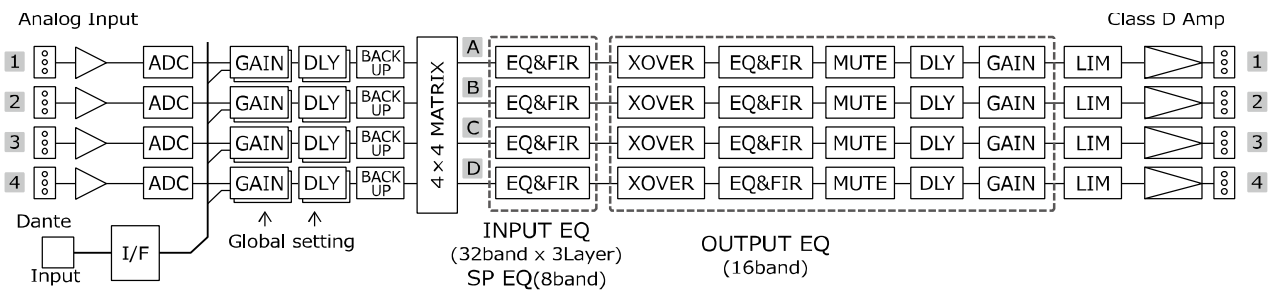 Analog Input
Class D Amp
1 ADC GAIN DLY BACK UP A EQ&FIR XOVER EQ&FIR MUTE DLY GAIN LIM 1
2 ADC GAIN DLY BACK UP B EQ&FIR XOVER EQ&FIR MUTE DLY GAIN LIM 2
3 ADC GAIN DLY BACK UP C EQ&FIR XOVER EQ&FIR MUTE DLY GAIN LIM 3
4 ADC GAIN DLY BACK UP D EQ&FIR XOVER EQ&FIR MUTE DLY GAIN LIM 4
4×4 MATRIX
Dante
Input
I/F
Global setting
INPUT EQ
(32band x 3Layer)
SP EQ(8band)
OUTPUT EQ
(16band)